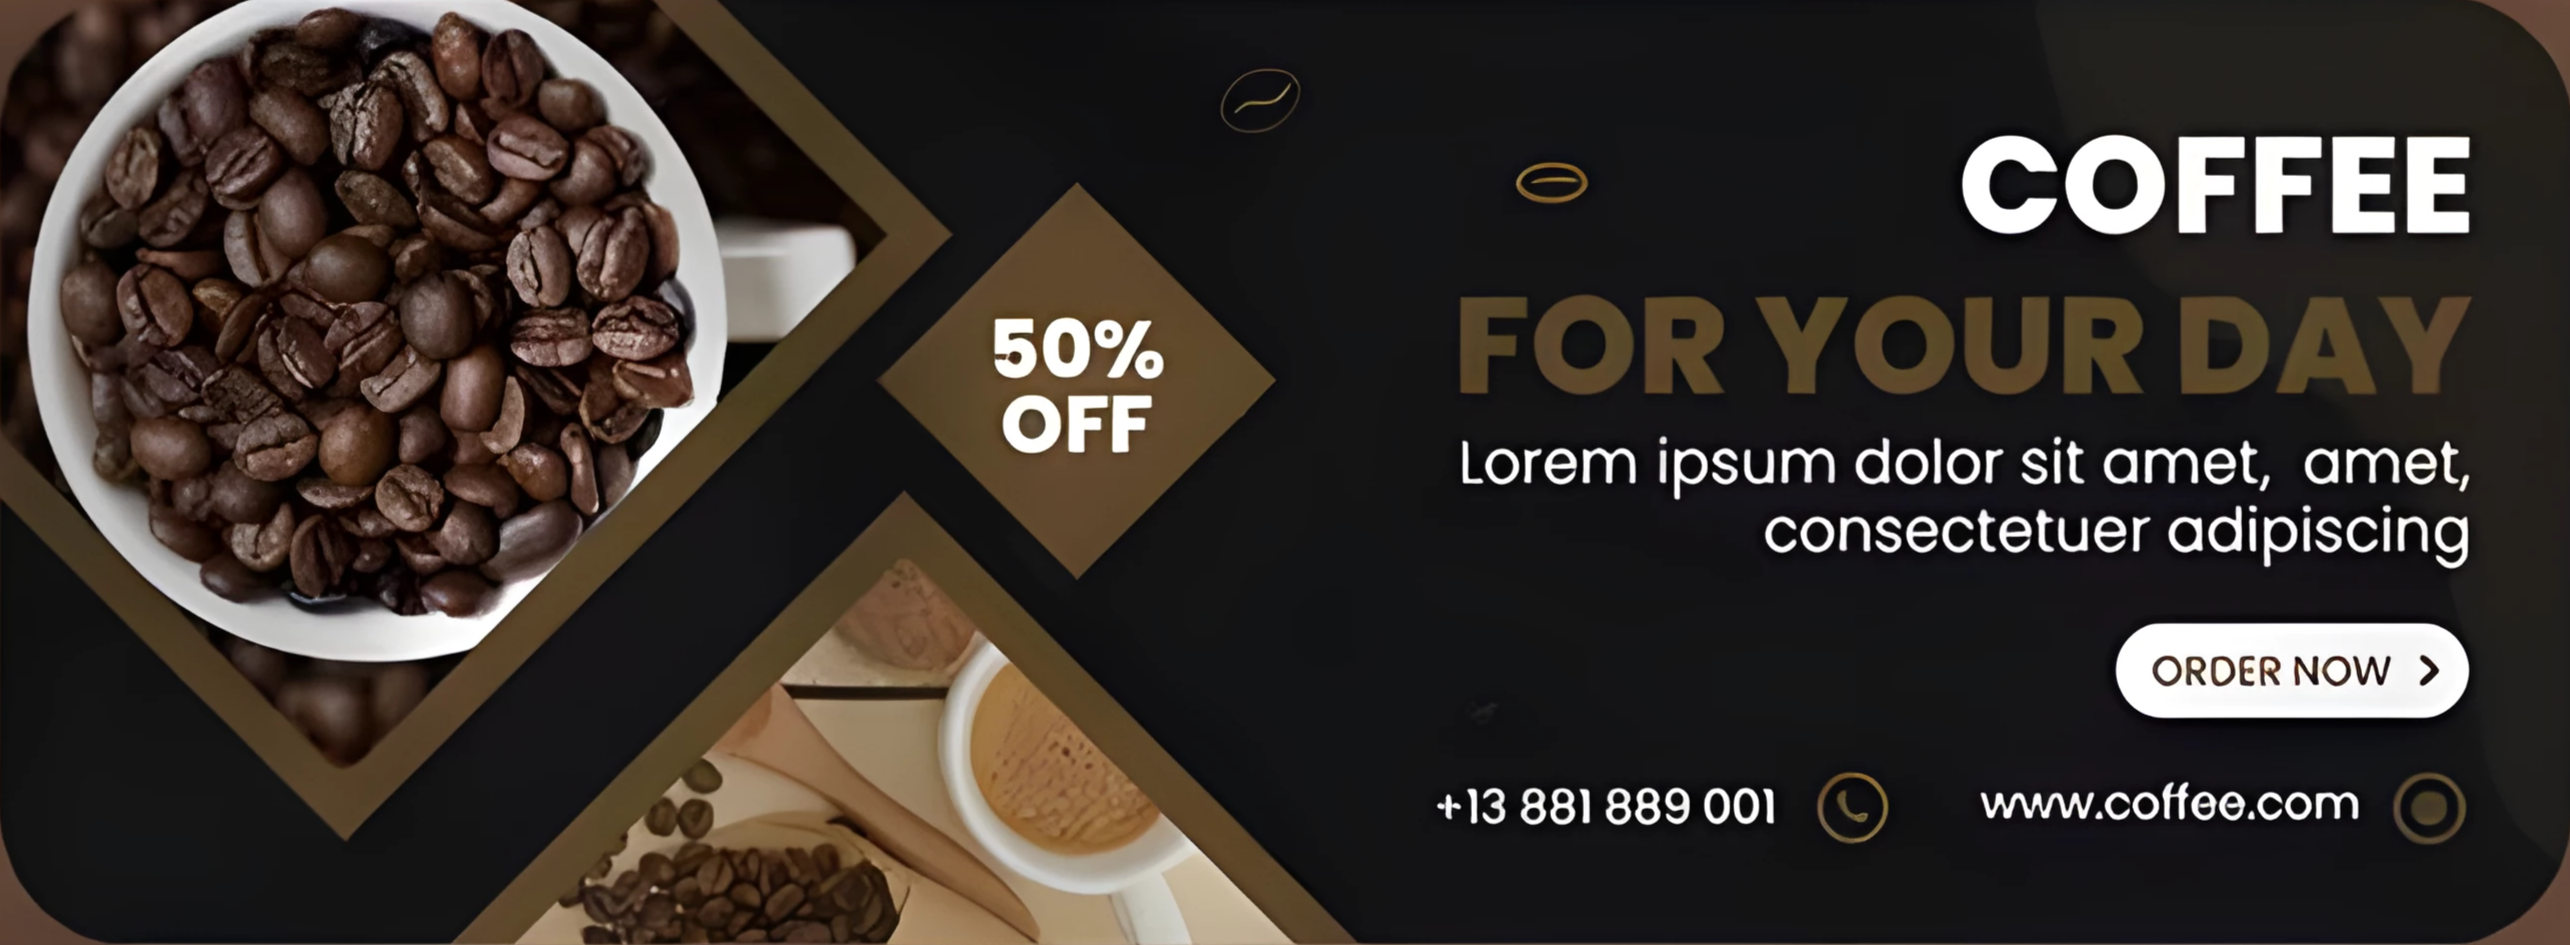 50%
OFF
COFFEE
FOR YOUR DAY
Lorem ipsum dolor sit amet,  amet,
consectetuer adipiscing
ORDER NOW
+13 881 889 001
www.coffee.com